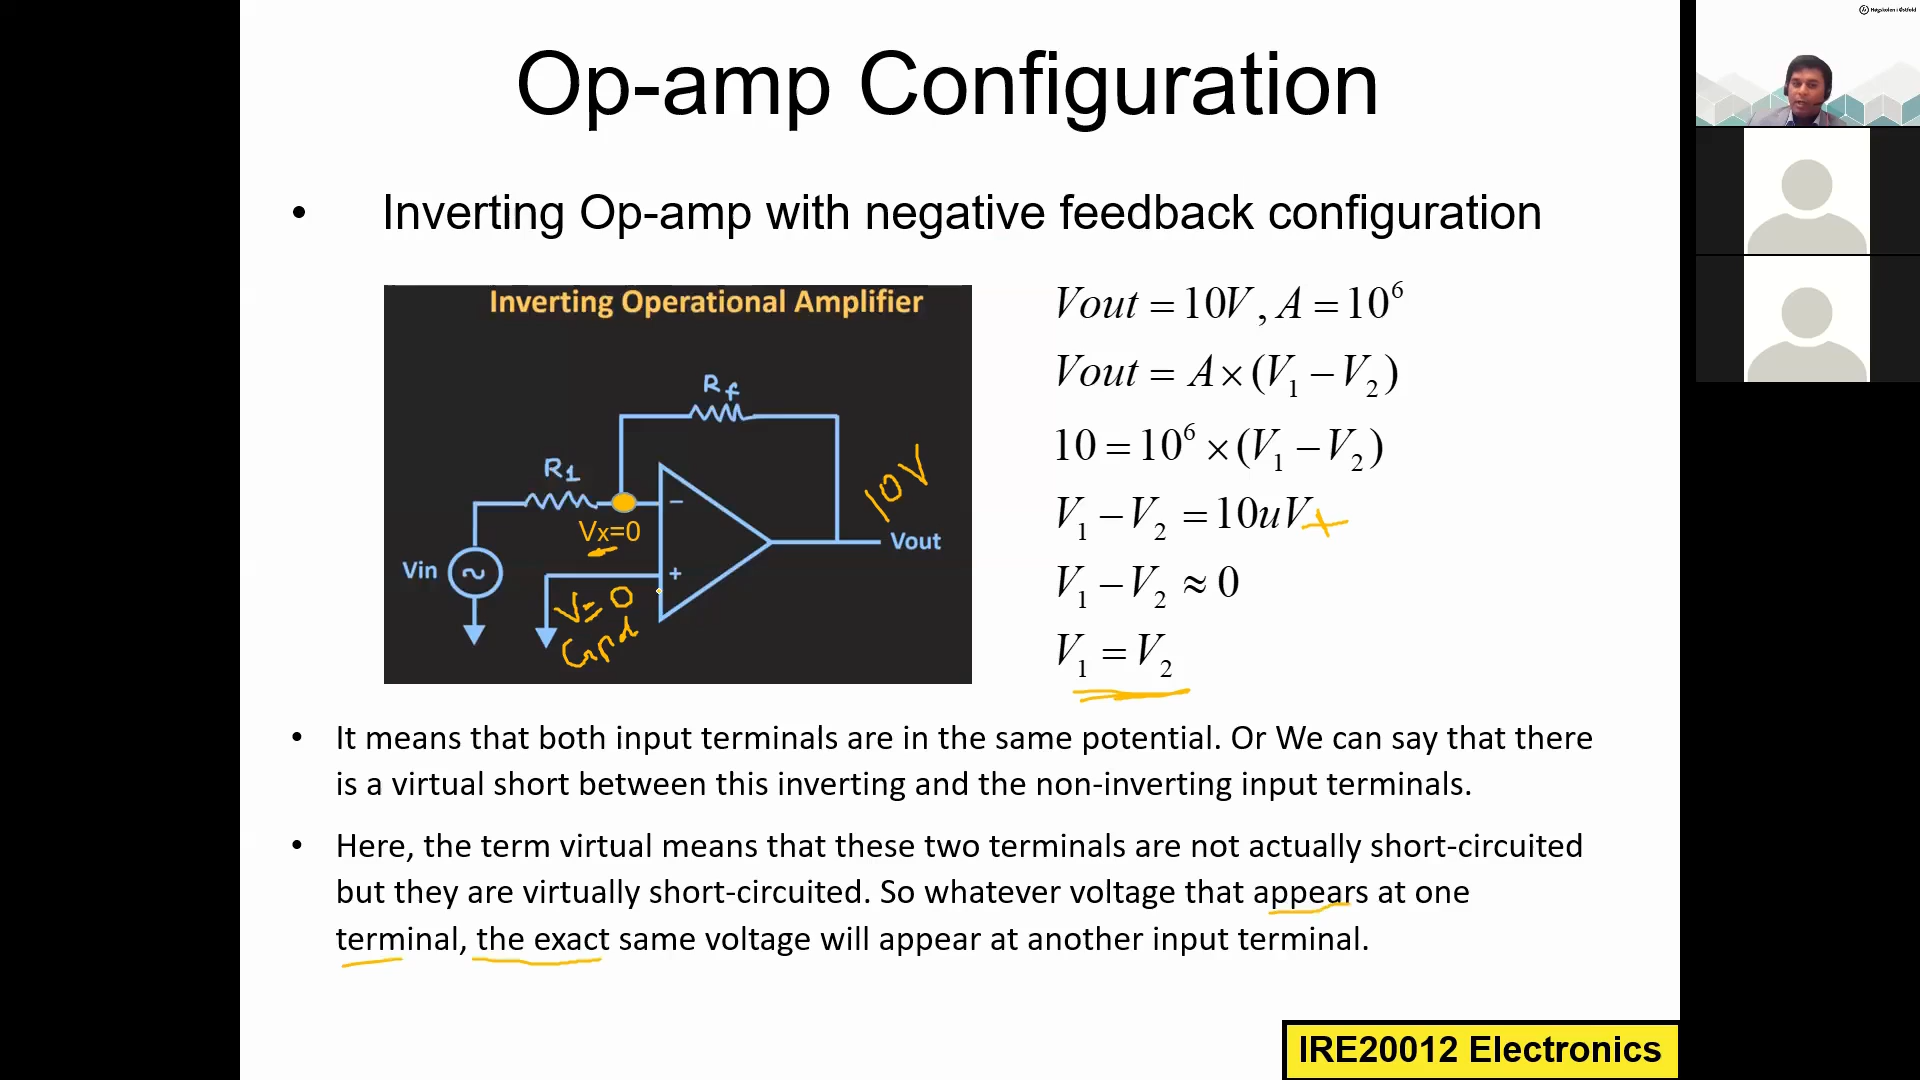 Høgskolen i Østfold
Op-amp Configuration
• Inverting Op-amp with negative feedback configuration
Inverting Operational Amplifier
Rf
R1
−
Vx=0
10V
Vout
Vin
+
V=0
Gnd
Vout = 10V, A = 10⁶
Vout = A×(V₁ − V₂)
10 = 10⁶ ×(V₁ − V₂)
V₁ − V₂ = 10uV
V₁ − V₂ ≈ 0
V₁ = V₂
• It means that both input terminals are in the same potential. Or We can say that there
is a virtual short between this inverting and the non-inverting input terminals.
• Here, the term virtual means that these two terminals are not actually short-circuited
but they are virtually short-circuited. So whatever voltage that appears at one
terminal, the exact same voltage will appear at another input terminal.
IRE20012 Electronics